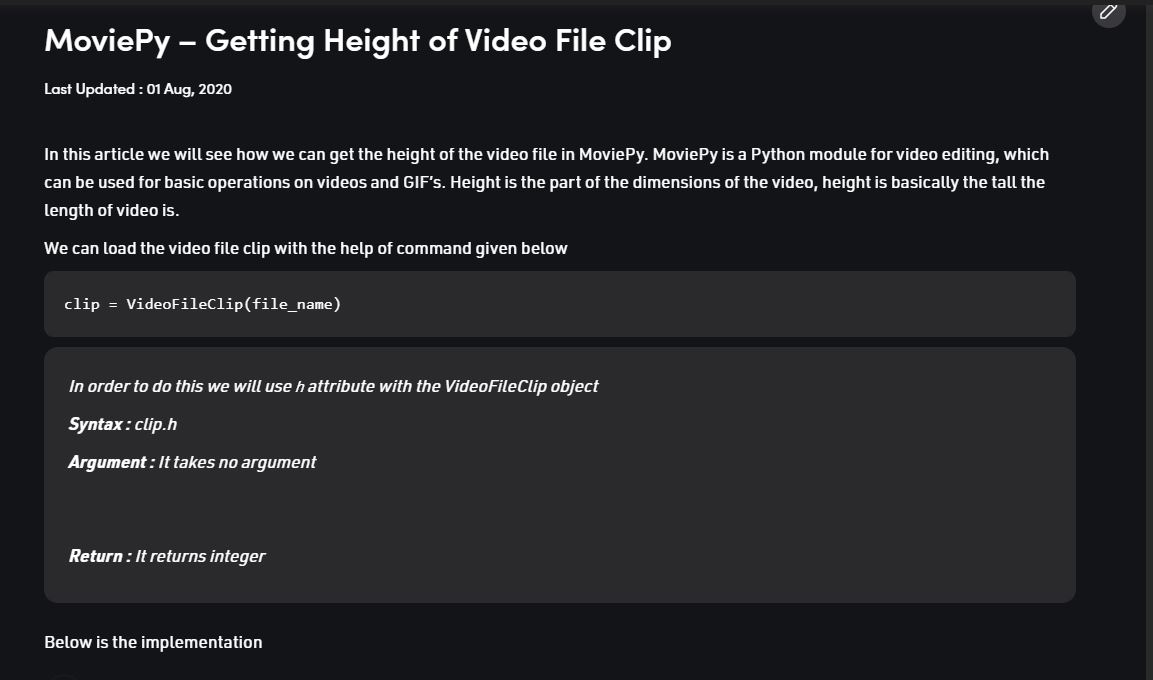 MoviePy – Getting Height of Video File Clip
Last Updated : 01 Aug, 2020
In this article we will see how we can get the height of the video file in MoviePy. MoviePy is a Python module for video editing, which
can be used for basic operations on videos and GIF's. Height is the part of the dimensions of the video, height is basically the tall the
length of video is.
We can load the video file clip with the help of command given below
clip = VideoFileClip(file_name)
In order to do this we will use h attribute with the VideoFileClip object
Syntax : clip.h
Argument : It takes no argument
Return : It returns integer
Below is the implementation